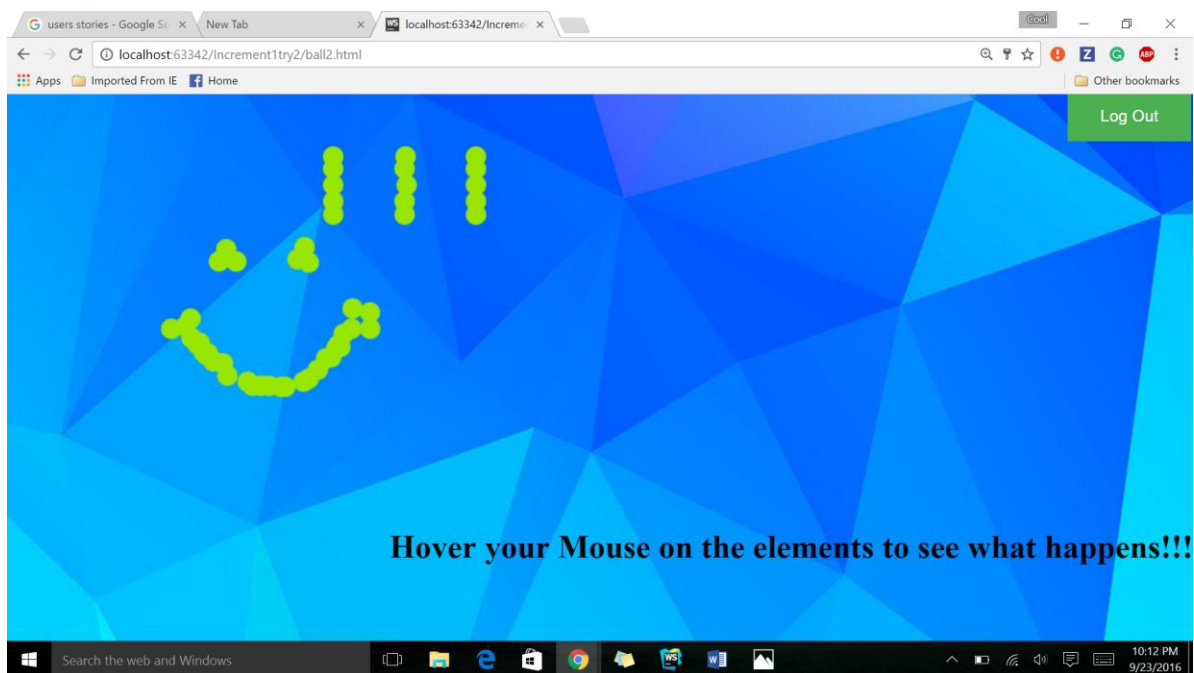 users stories - Google Se
New Tab
localhost:63342/Increme
Cool
localhost:63342/Increment1try2/ball2.html
Apps
Imported From IE
Home
Other bookmarks
Log Out
Hover your Mouse on the elements to see what happens!!!
Search the web and Windows
10:12 PM
9/23/2016